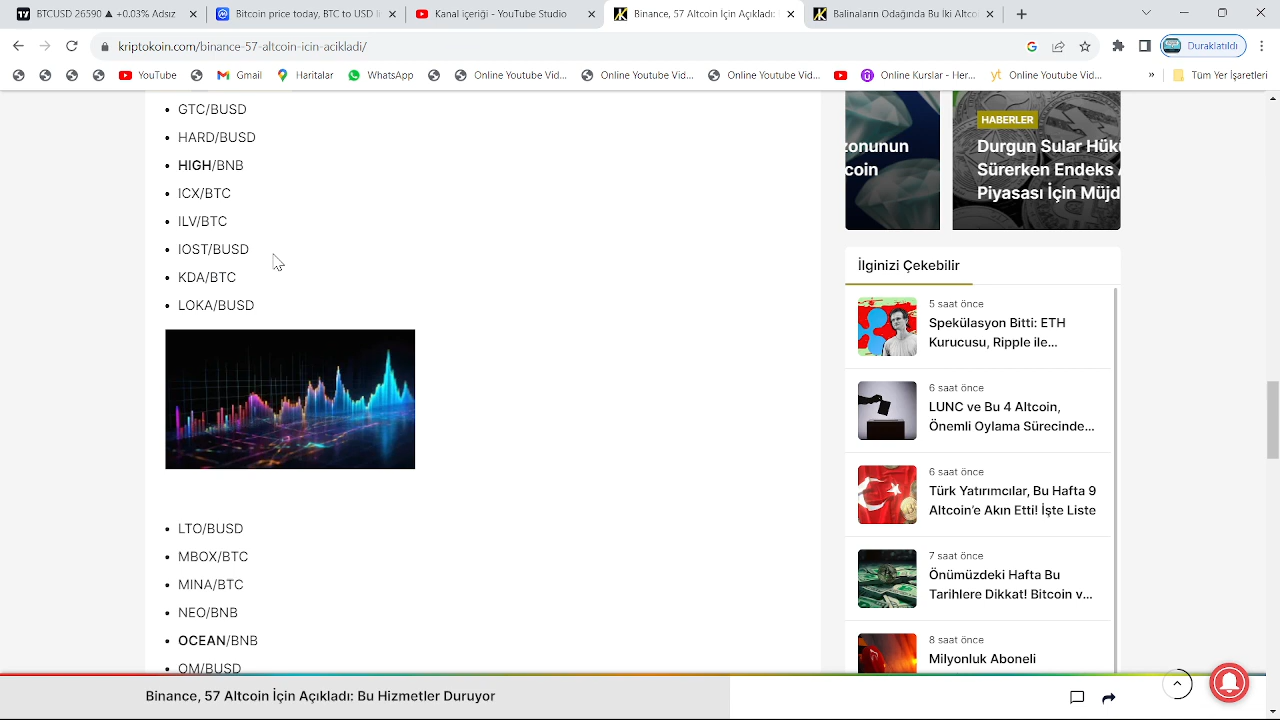 BTCUSD 26590 ▲ +0.03% Adsız
Bitcoin price today, BTC to USD li
Kanal içeriği - YouTube Studio
Binance, 57 Altcoin İçin Açıkladı:
Balinaların Odağında Bekliyor! Bu
kriptokoin.com/binance-57-altcoin-icin-acikladi/
Duraklatıldı
YouTube
Gmail
Haritalar
WhatsApp
Online Youtube Vid...
Online Youtube Vid...
Online Youtube Vid...
Online Kurslar - Her...
yt Online Youtube Vid...
»
Tüm Yer İşaretleri
GTC/BUSD
HARD/BUSD
HIGH/BNB
ICX/BTC
ILV/BTC
IOST/BUSD
KDA/BTC
LOKA/BUSD
LTO/BUSD
MBOX/BTC
MINA/BTC
NEO/BNB
OCEAN/BNB
OM/BUSD
zonunun
coin
HABERLER
Durgun Sular Hükü
Sürerken Endeks A
Piyasası İçin Müjd
İlginizi Çekebilir
5 saat önce
Spekülasyon Bitti: ETH
Kurucusu, Ripple ile...
6 saat önce
LUNC ve Bu 4 Altcoin,
Önemli Oylama Sürecinde...
6 saat önce
Türk Yatırımcılar, Bu Hafta 9
Altcoin’e Akın Etti! İşte Liste
7 saat önce
Önümüzdeki Hafta Bu
Tarihlere Dikkat! Bitcoin v...
8 saat önce
Milyonluk Aboneli
Binance, 57 Altcoin İçin Açıkladı: Bu Hizmetler Duruyor